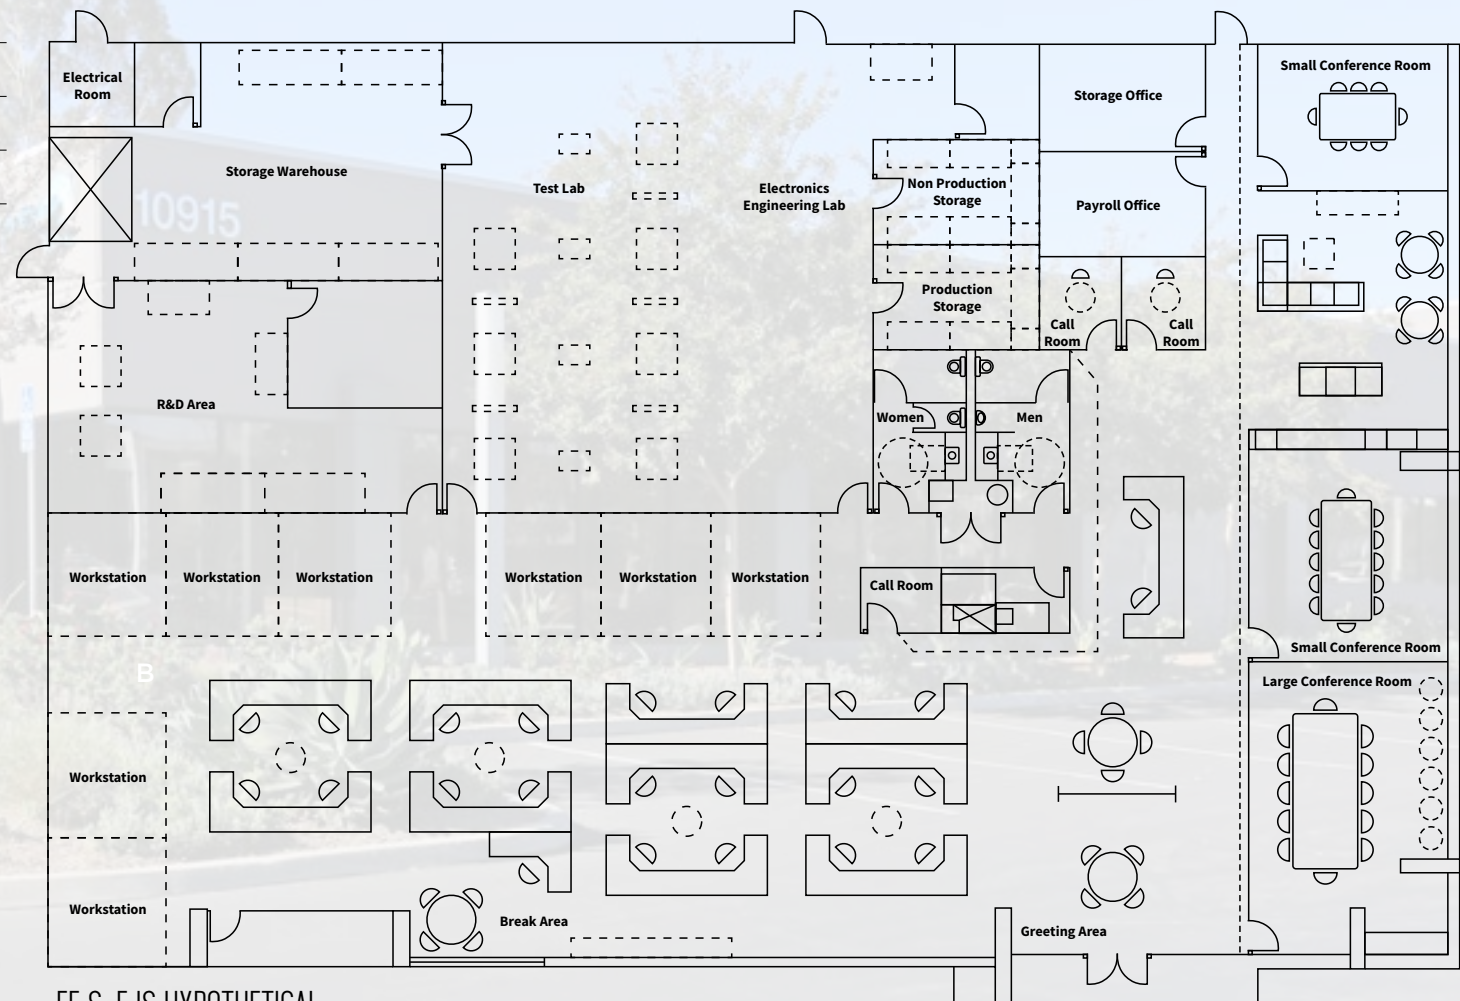 Small Conference Room
Electrical
Room
Storage Office
Storage Warehouse
Test Lab
Electronics
Engineering Lab
Non Production
Storage
Payroll Office
10915
Production
Storage
Call
Room
Call
Room
R&D Area
Women
Men
Workstation
Workstation
Workstation
Workstation
Workstation
Workstation
Call Room
Small Conference Room
B
Large Conference Room
Workstation
Workstation
Break Area
Greeting Area
IS HYPOTHETICAL